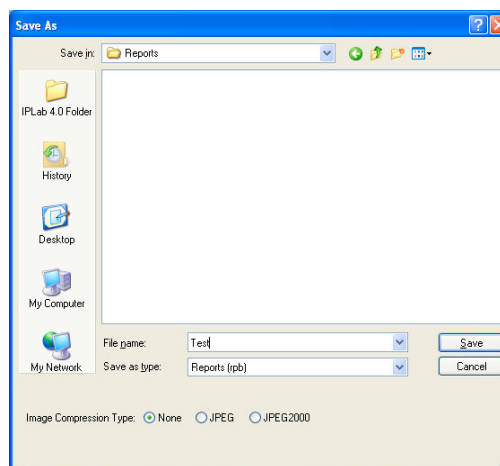 Save As
Save in: Reports
IPLab 4.0 Folder
History
Desktop
My Computer
My Network
File name: Test
Save
Save as type: Reports (rpb)
Cancel
Image Compression Type: None JPEG JPEG2000